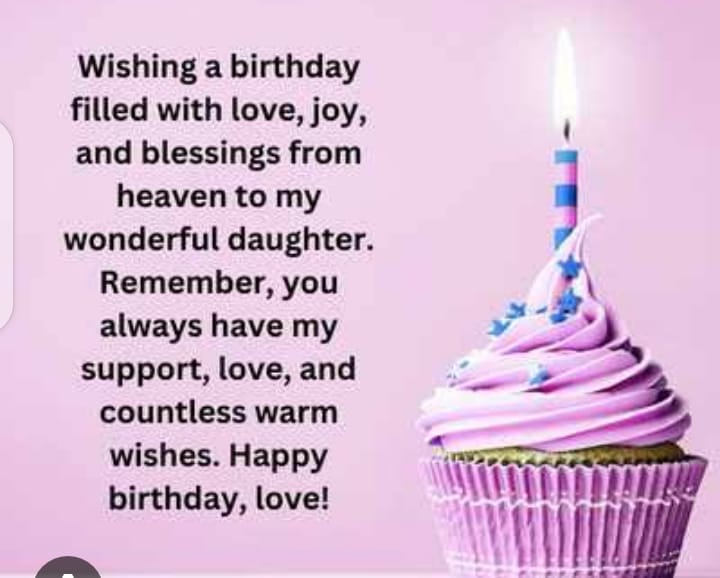 Wishing a birthday
filled with love, joy,
and blessings from
heaven to my
wonderful daughter.
Remember, you
always have my
support, love, and
countless warm
wishes. Happy
birthday, love!